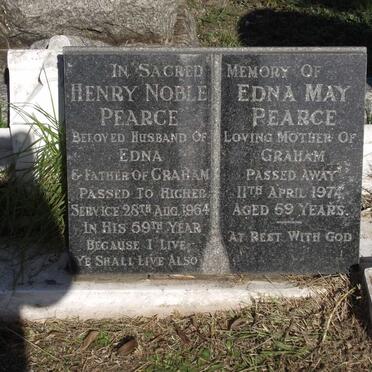 In Sacred
Henry Noble
Pearce
Beloved Husband Of
Edna
& Father Of Graham
Passed To Higher
Service 28th Aug. 1964
In His 59th Year
Because I Live
Ye Shall Live Also
Memory Of
Edna May
Pearce
Loving Mother Of
Graham
Passed Away
11th April 1974
Aged 59 Years.
At Rest With God